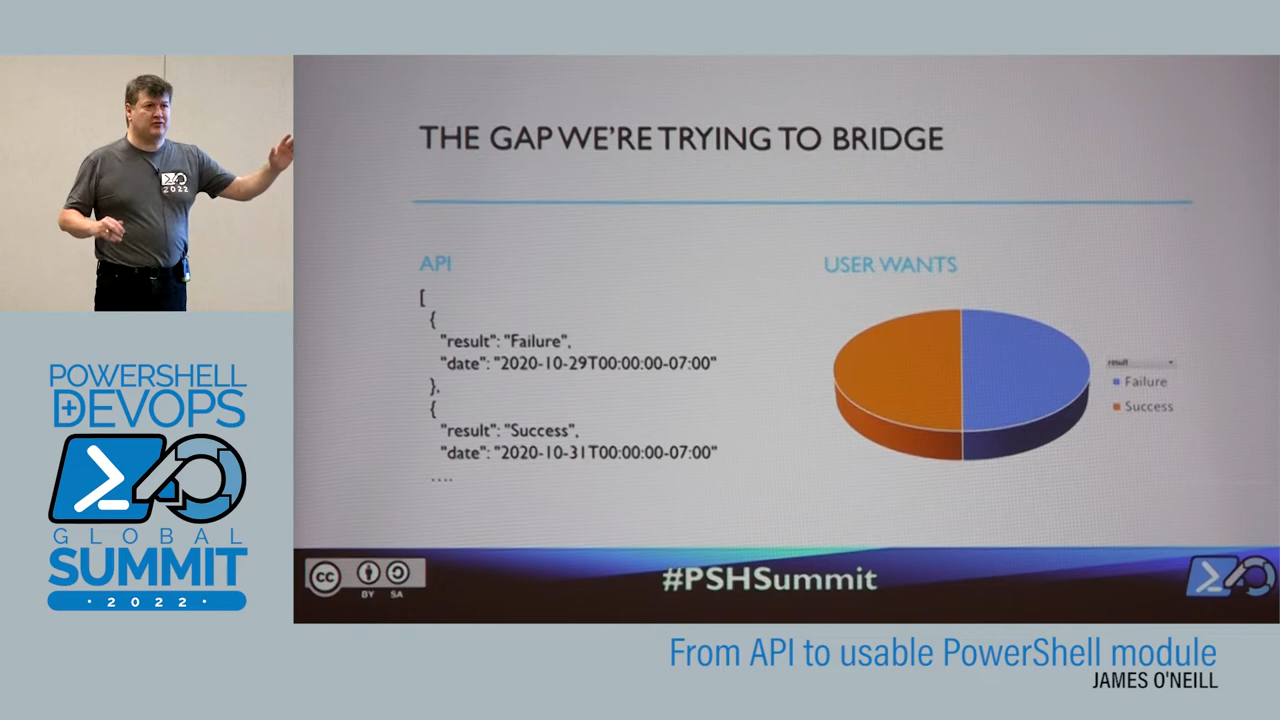 2022
POWERSHELL
+DEVOPS
GLOBAL
SUMMIT
· 2022 ·
THE GAP WE'RE TRYING TO BRIDGE
API
[
{
"result": "Failure",
"date": "2020-10-29T00:00:00-07:00"
},
{
"result": "Success",
"date": "2020-10-31T00:00:00-07:00"
....
USER WANTS
result
Failure
Success
cc
BY SA
#PSHSummit
From API to usable PowerShell module
JAMES O'NEILL